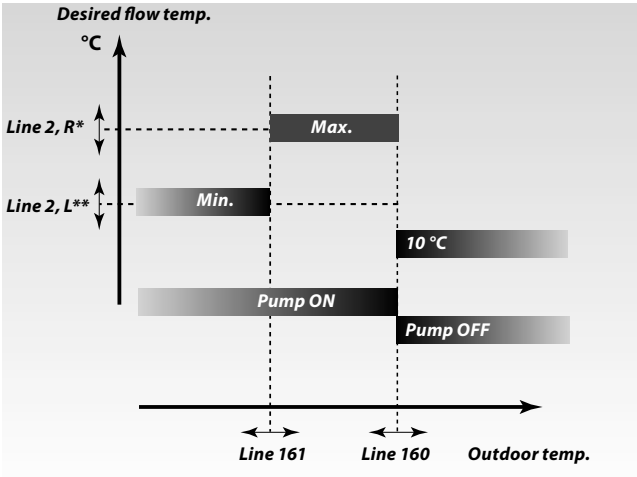 Desired flow temp.
°C
Line 2, R*
Max.
Line 2, L**
Min.
10 °C
Pump ON
Pump OFF
Line 161
Line 160
Outdoor temp.